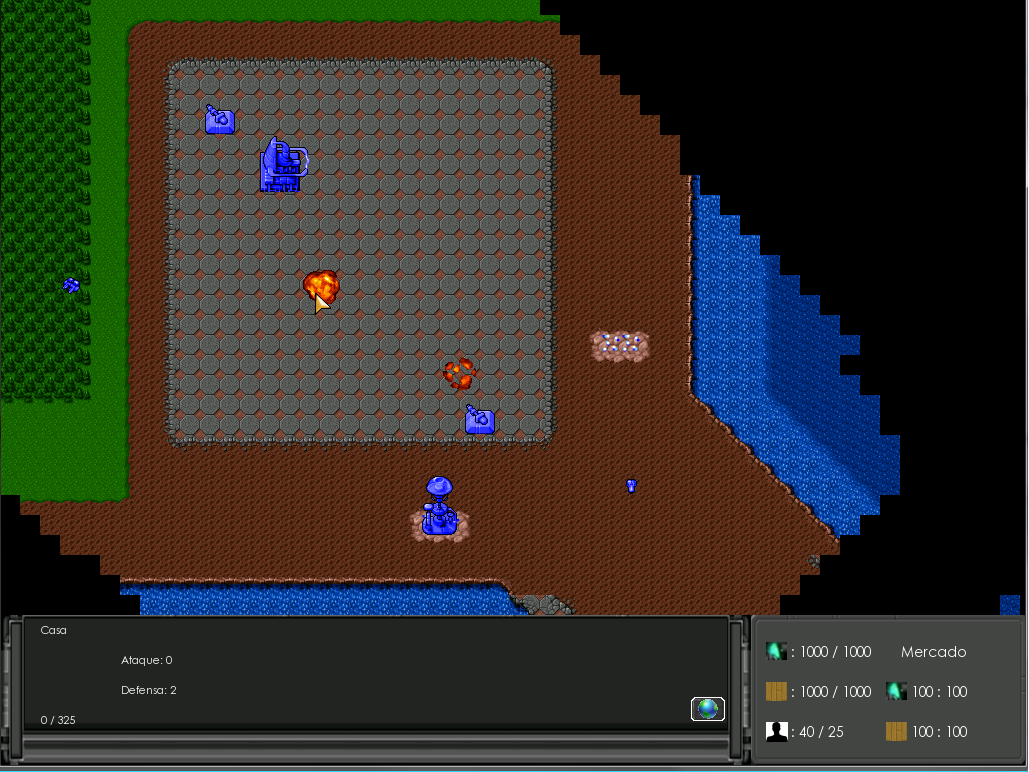 Casa
Ataque: 0
Defensa: 2
0 / 325
: 1000 / 1000 Mercado
: 1000 / 1000 : 100 : 100
: 40 / 25 : 100 : 100